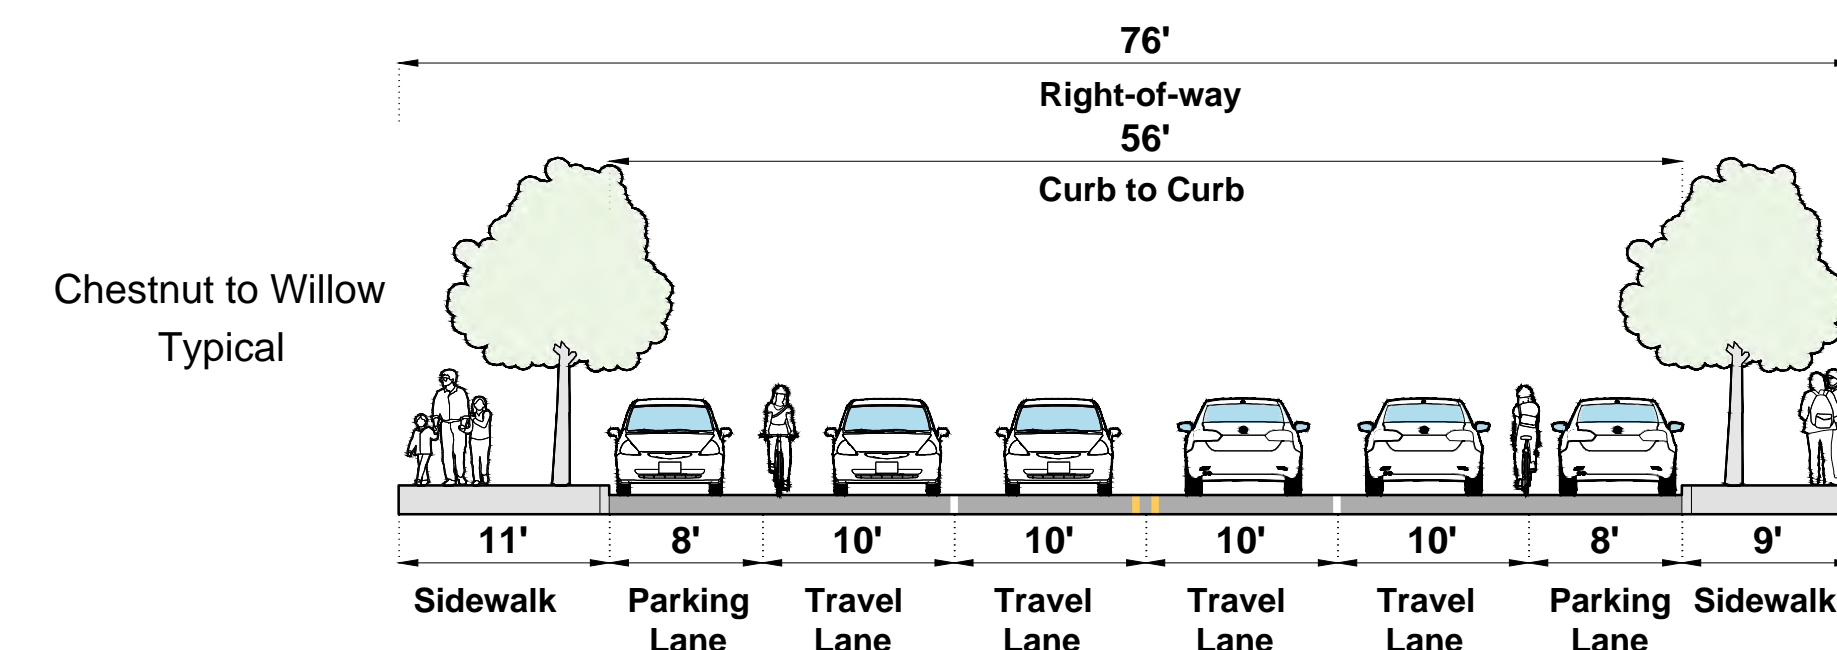 76'
Right-of-way
56'
Curb to Curb
Chestnut to Willow
Typical
11' 8' 10' 10' 10' 10' 8' 9'
Sidewalk Parking Travel Travel Travel Travel Parking Sidewalk
Lane Lane Lane Lane Lane Lane